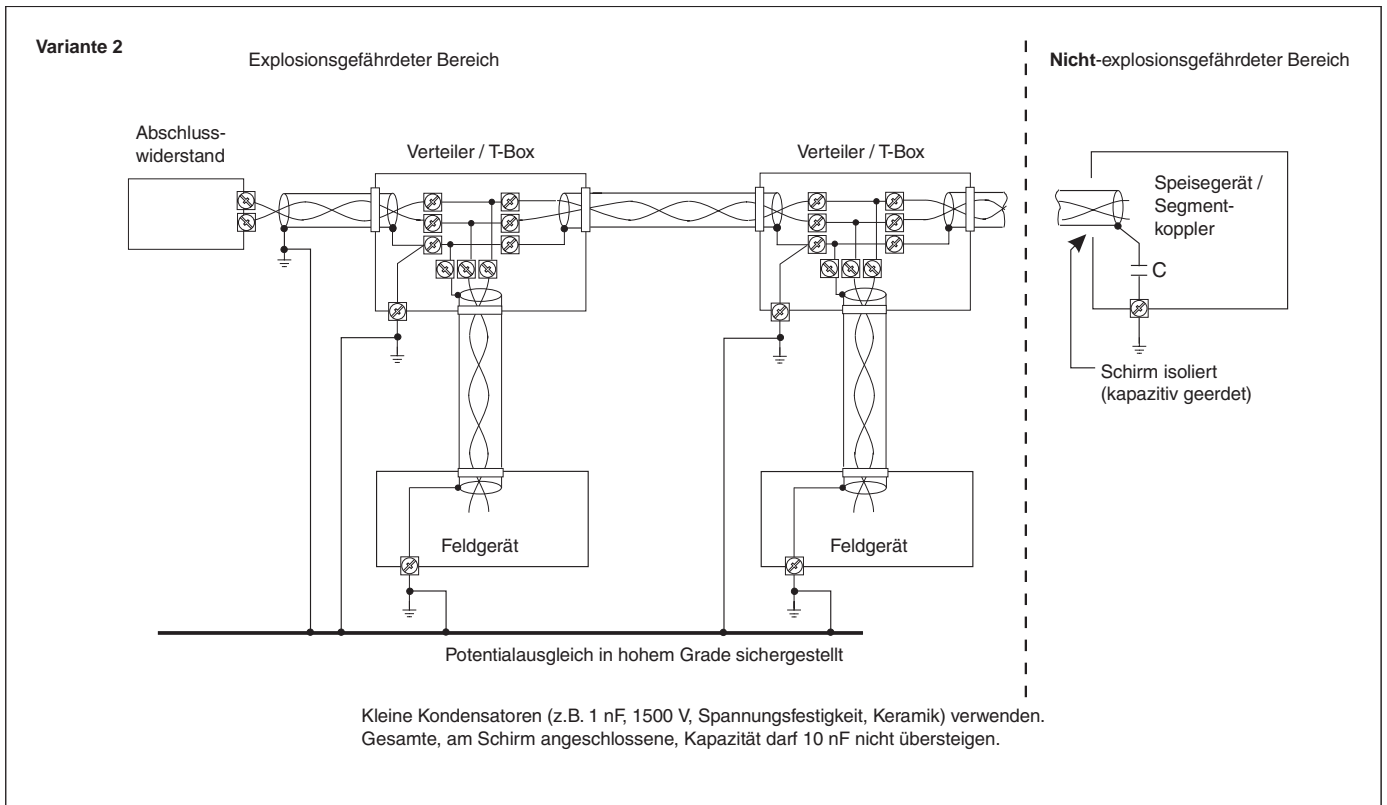 Variante 2
Explosionsgefährdeter Bereich
Nicht-explosionsgefährdeter Bereich
Abschluss-
widerstand
Verteiler / T-Box
Verteiler / T-Box
Speisegerät /
Segment-
koppler
C
Schirm isoliert
(kapazitiv geerdet)
Feldgerät
Feldgerät
Potentialausgleich in hohem Grade sichergestellt
Kleine Kondensatoren (z.B. 1 nF, 1500 V, Spannungsfestigkeit, Keramik) verwenden.
Gesamte, am Schirm angeschlossene, Kapazität darf 10 nF nicht übersteigen.